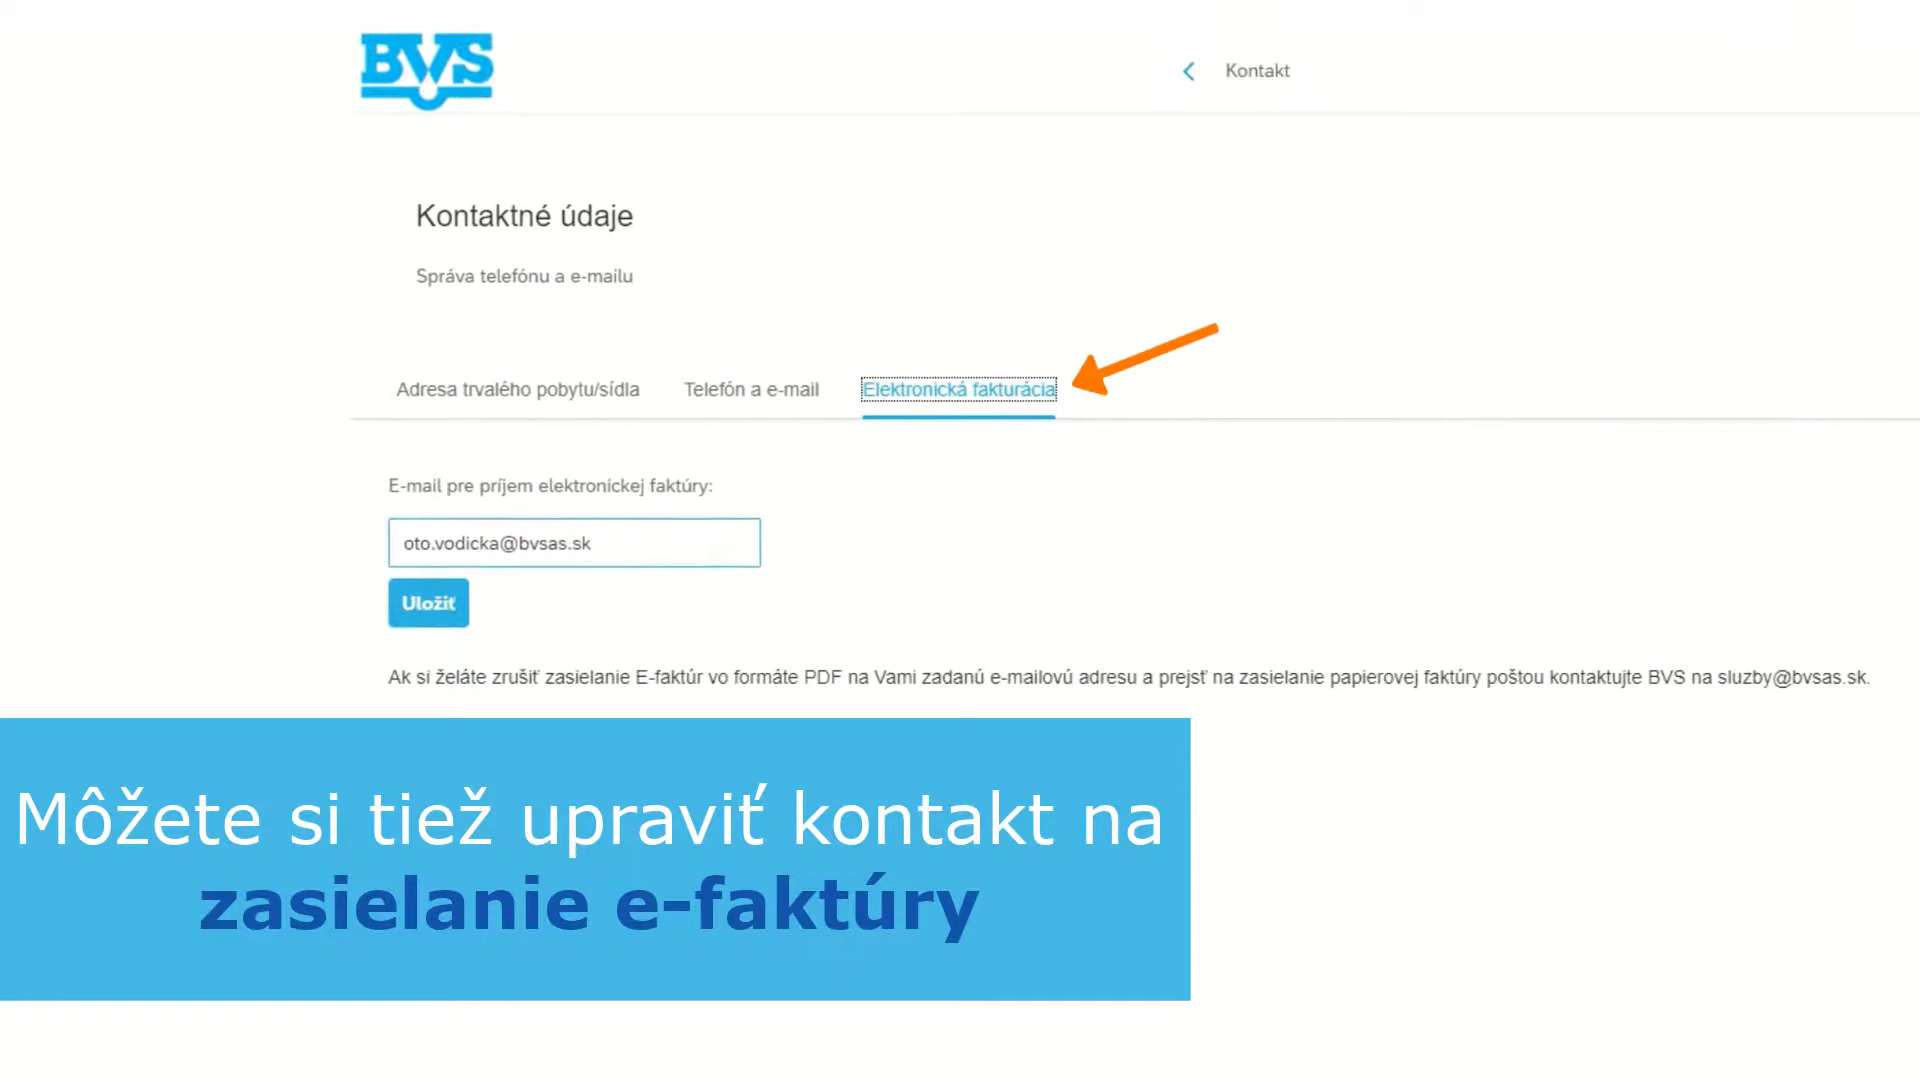 BVS
Kontakt
Kontaktné údaje
Správa telefónu a e-mailu
Adresa trvalého pobytu/sídla
Telefón a e-mail
Elektronická fakturácia
E-mail pre príjem elektronickej faktúry:
oto.vodicka@bvsas.sk
Uložiť
Ak si želáte zrušiť zasielanie E-faktúr vo formáte PDF na Vami zadanú e-mailovú adresu a prejsť na zasielanie papierovej faktúry poštou kontaktujte BVS na sluzby@bvsas.sk.
Môžete si tiež upraviť kontakt na
zasielanie e-faktúry